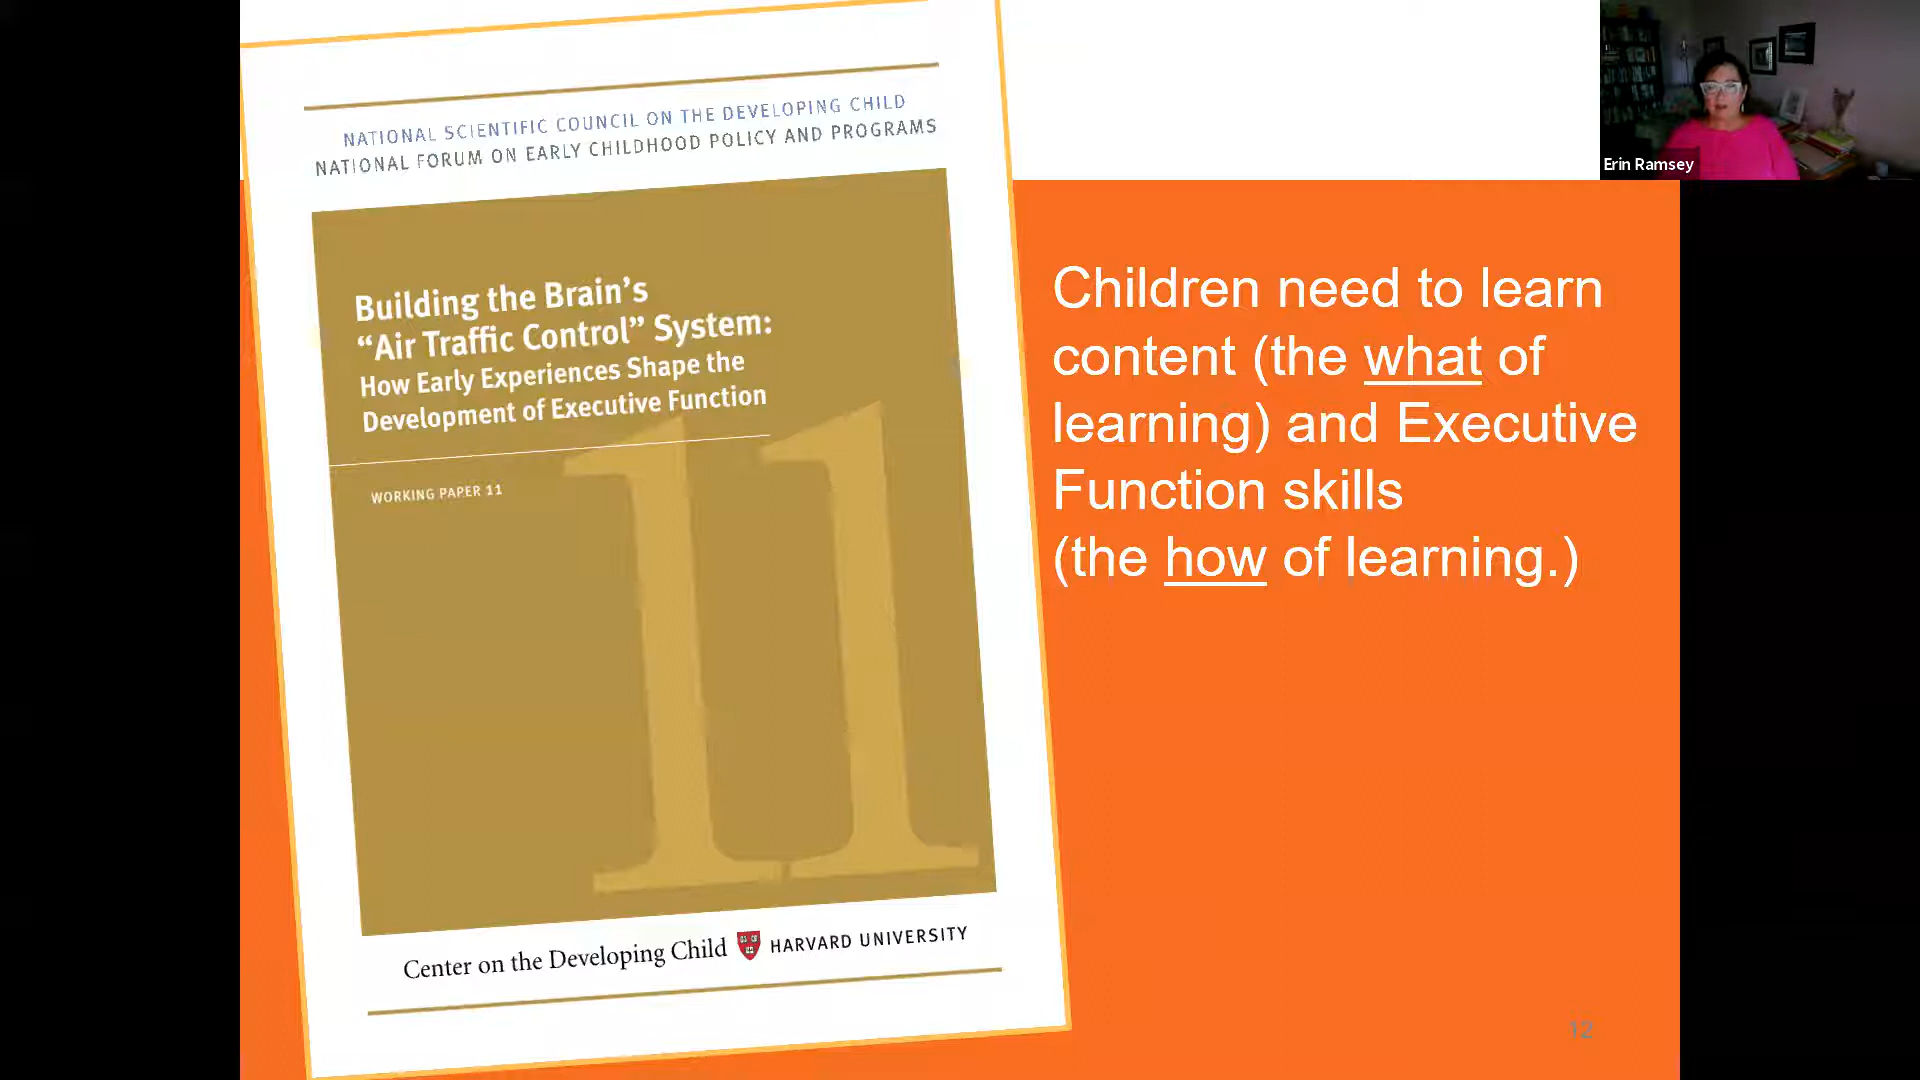 NATIONAL SCIENTIFIC COUNCIL ON THE DEVELOPING CHILD
NATIONAL FORUM ON EARLY CHILDHOOD POLICY AND PROGRAMS
Building the Brain’s
“Air Traffic Control” System:
How Early Experiences Shape the
Development of Executive Function
WORKING PAPER 11
11
Center on the Developing Child HARVARD UNIVERSITY
Children need to learn
content (the what of
learning) and Executive
Function skills
(the how of learning.)
12
Erin Ramsey